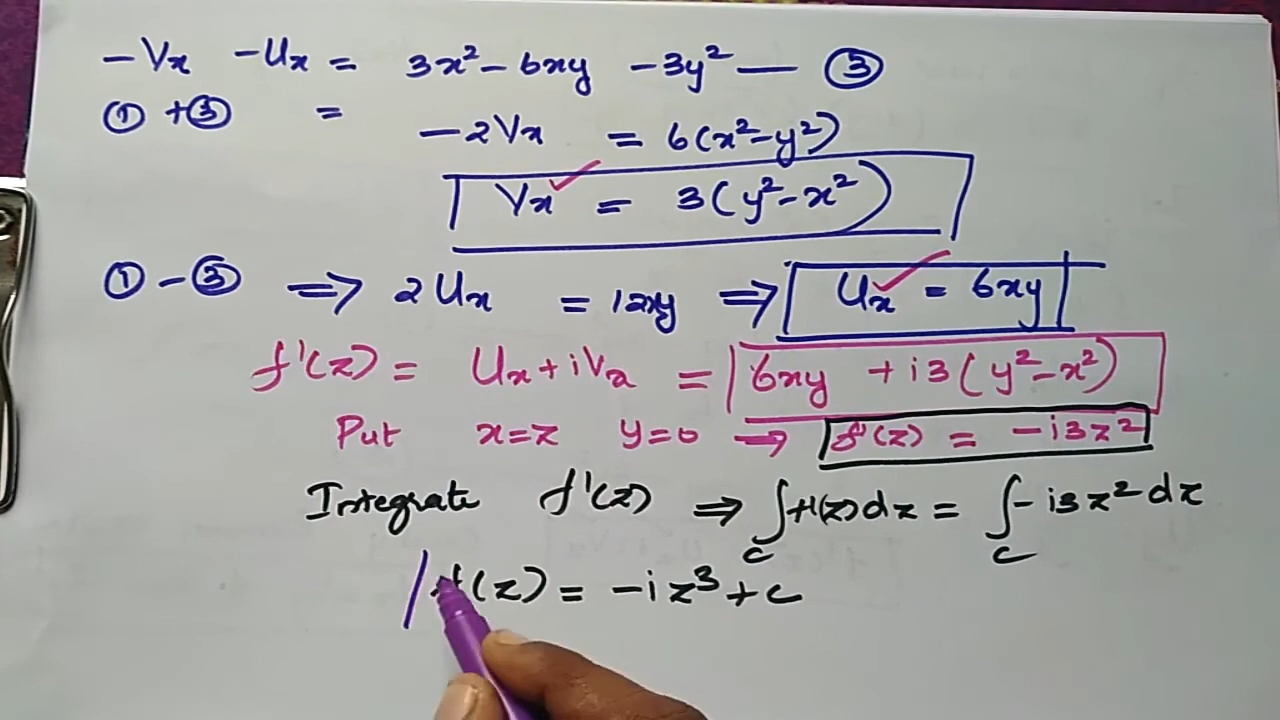 -Vx -Ux = 3x²-6xy -3y² — ③
① +③ =
-2Vx = 6(x²-y²)
Vx ✓ = 3(y²-x²)
①-③ ⇒ 2Ux = 12xy ⇒ Ux ✓ = 6xy
f'(z) = Ux+iVx = 6xy +i3(y²-x²)
Put x=z y=0 → f'(z) = -i3z²
Integrate f'(z) ⇒ ∫c f'(z)dz = ∫c -i3z² dz
f(z) = -iz³+c